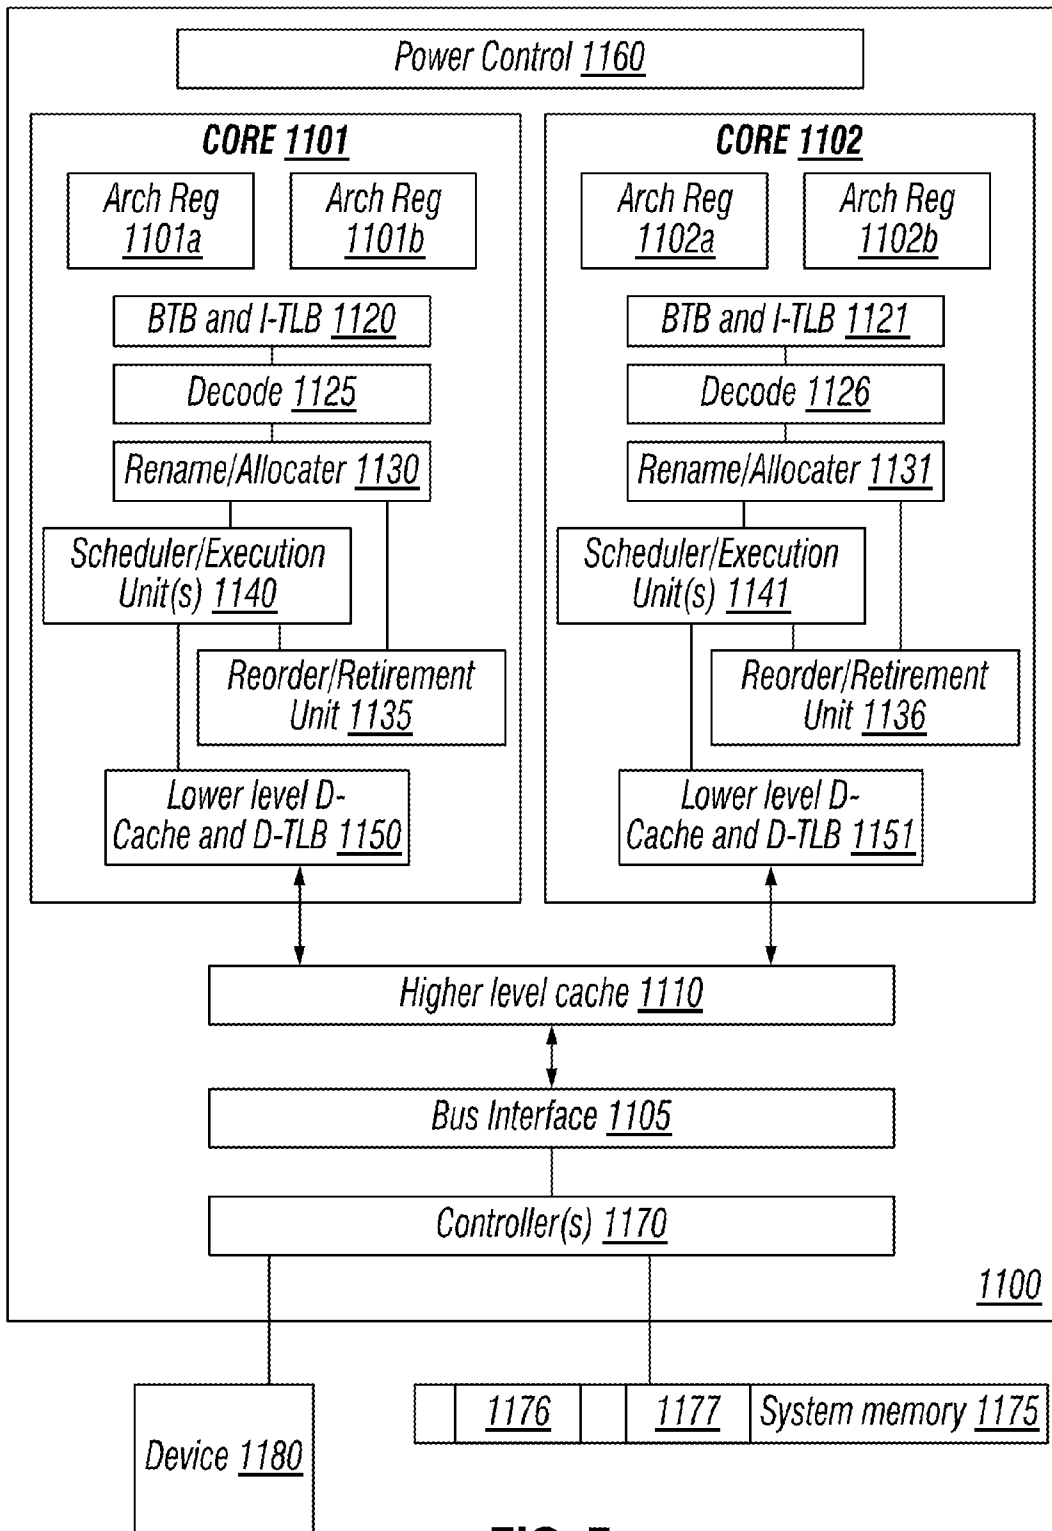 Power Control 1160
CORE 1101
Arch Reg
1101a
Arch Reg
1101b
BTB and I-TLB 1120
Decode 1125
Rename/Allocater 1130
Scheduler/Execution
Unit(s) 1140
Reorder/Retirement
Unit 1135
Lower level D-
Cache and D-TLB 1150
CORE 1102
Arch Reg
1102a
Arch Reg
1102b
BTB and I-TLB 1121
Decode 1126
Rename/Allocater 1131
Scheduler/Execution
Unit(s) 1141
Reorder/Retirement
Unit 1136
Lower level D-
Cache and D-TLB 1151
Higher level cache 1110
Bus Interface 1105
Controller(s) 1170
1100
1176
1177
System memory 1175
Device 1180